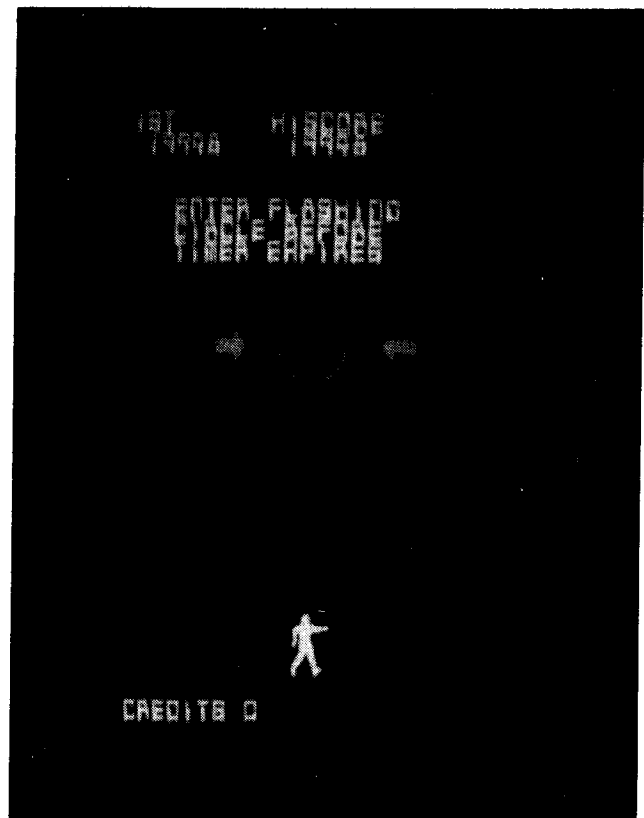 1ST HISCORE
ENTER FLASHING
CIRCLE BEFORE
TIMER EXPIRES
CREDITS 0